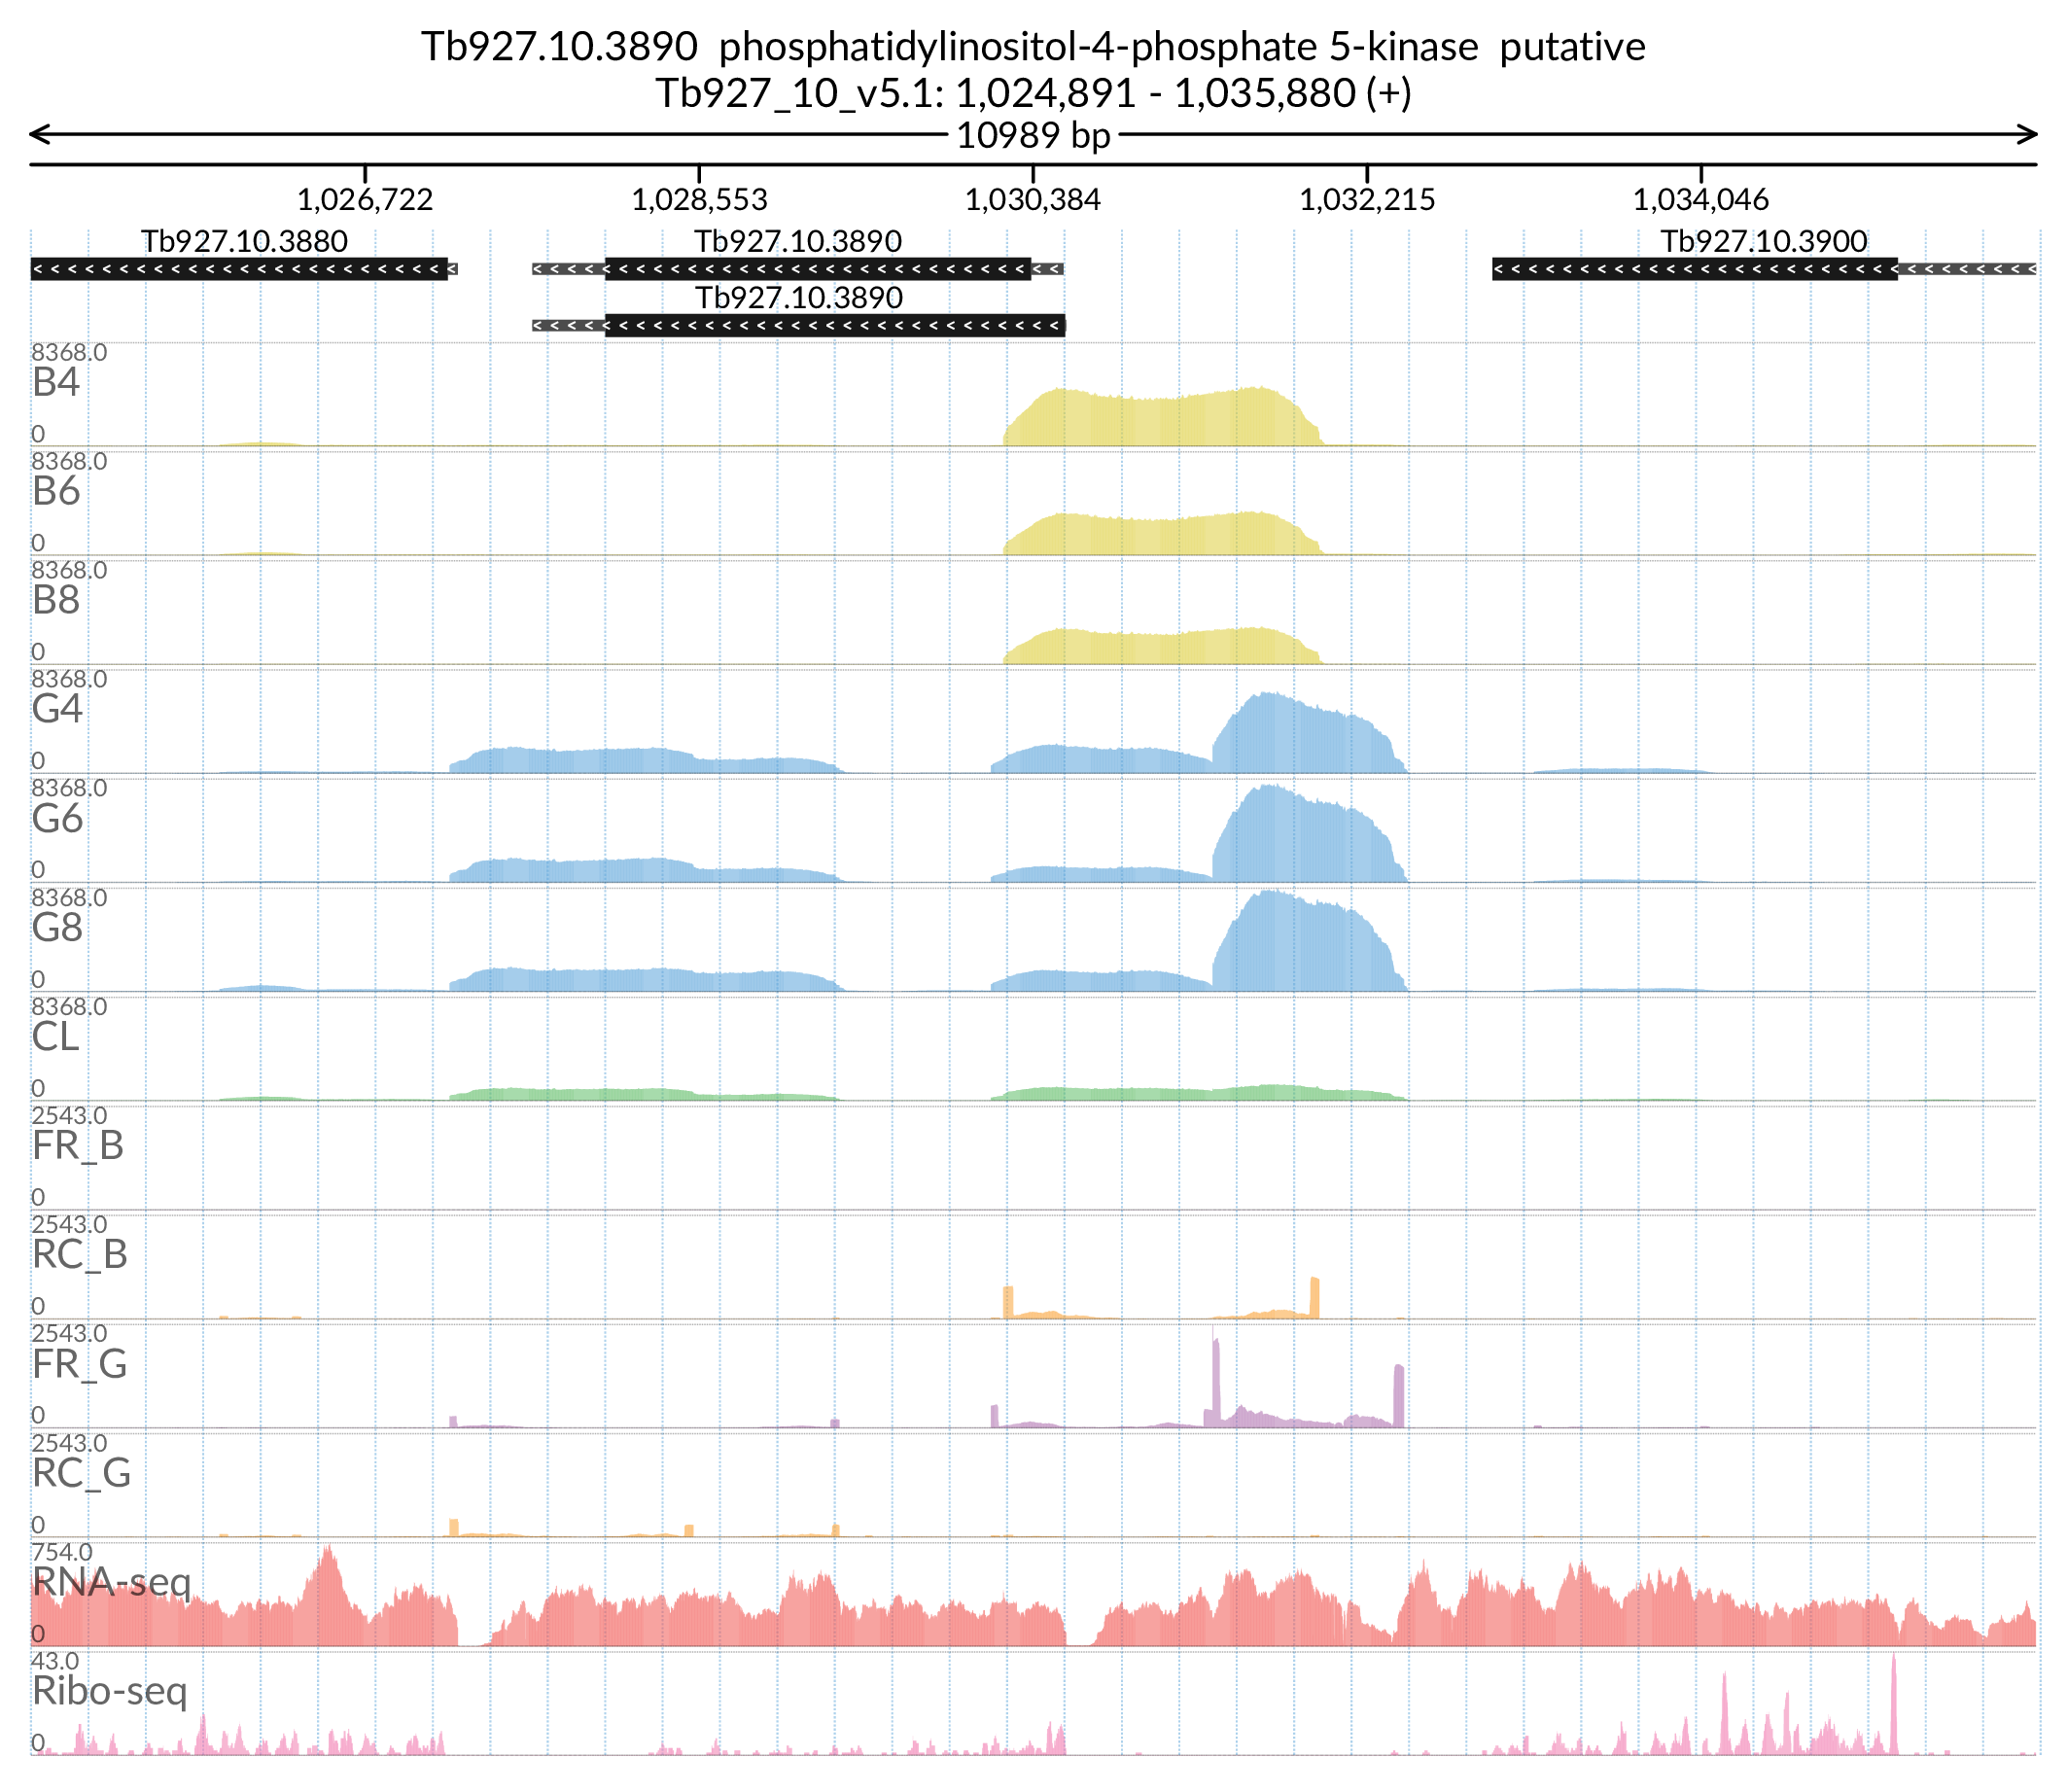 Tb927.10.3890  phosphatidylinositol-4-phosphate 5-kinase  putative
Tb927_10_v5.1: 1,024,891 - 1,035,880 (+)
10989 bp
1,026,722 1,028,553 1,030,384 1,032,215 1,034,046
Tb927.10.3880 Tb927.10.3890 Tb927.10.3900
Tb927.10.3890
8368.0
B4
0
8368.0
B6
0
8368.0
B8
0
8368.0
G4
0
8368.0
G6
0
8368.0
G8
0
8368.0
CL
0
2543.0
FR_B
0
2543.0
RC_B
0
2543.0
FR_G
0
2543.0
RC_G
0
754.0
RNA-seq
0
43.0
Ribo-seq
0